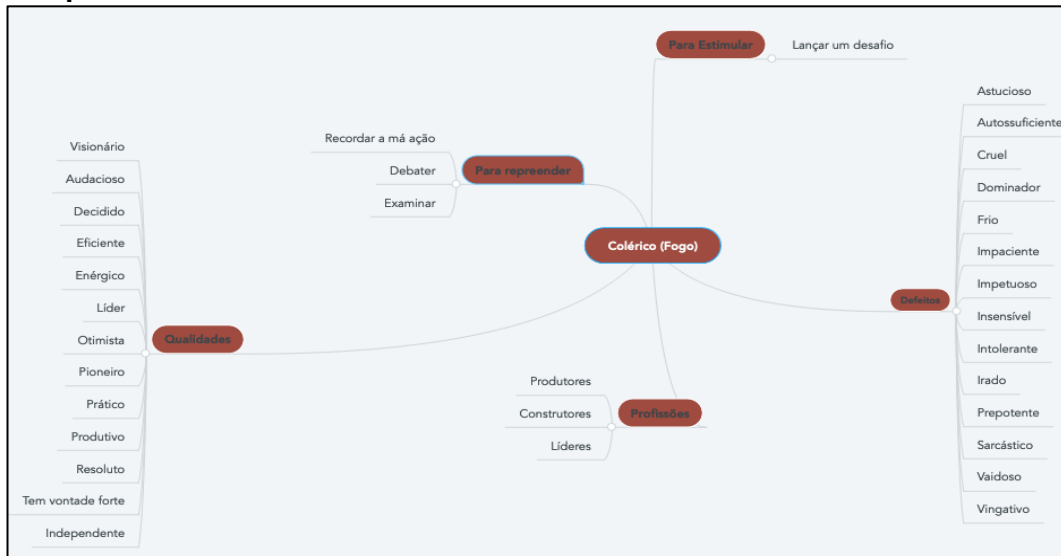 Para Estimular
Lançar um desafio
Para repreender
Recordar a má ação
Debater
Examinar
Colérico (Fogo)
Qualidades
Visionário
Audacioso
Decidido
Eficiente
Enérgico
Líder
Otimista
Pioneiro
Prático
Produtivo
Resoluto
Tem vontade forte
Independente
Profissões
Produtores
Construtores
Líderes
Defeitos
Astucioso
Autossuficiente
Cruel
Dominador
Frio
Impaciente
Impetuoso
Insensível
Intolerante
Irado
Prepotente
Sarcástico
Vaidoso
Vingativo